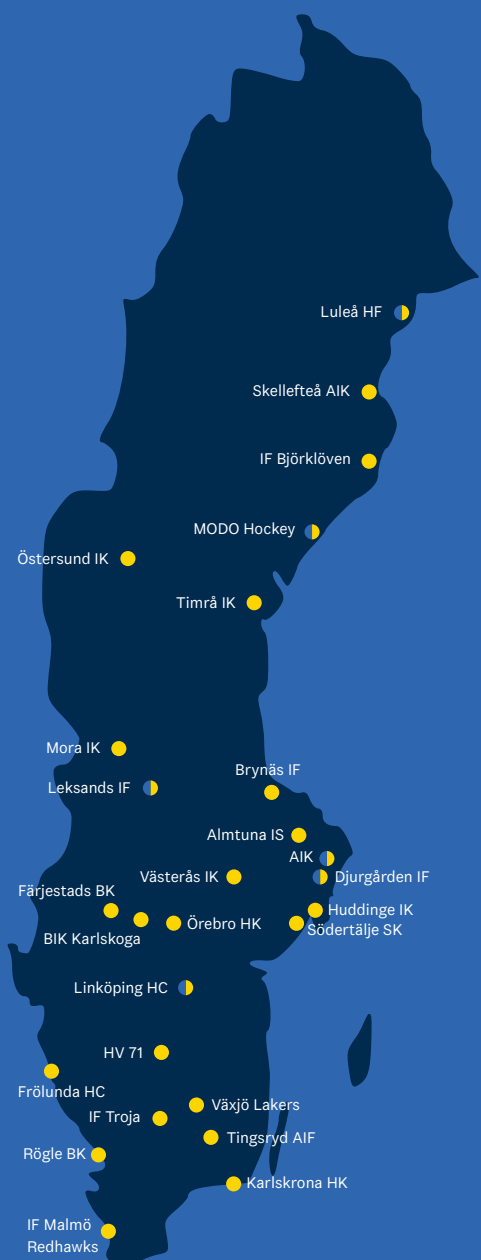 Luleå HF
Skellefteå AIK
IF Björklöven
MODO Hockey
Östersund IK
Timrå IK
Mora IK
Brynäs IF
Leksands IF
Almtuna IS
AIK
Västerås IK
Djurgården IF
Färjestads BK
Huddinge IK
Örebro HK
Södertälje SK
BIK Karlskoga
Linköping HC
HV 71
Frölunda HC
Växjö Lakers
IF Troja
Tingsryd AIF
Rögle BK
Karlskrona HK
IF Malmö
Redhawks